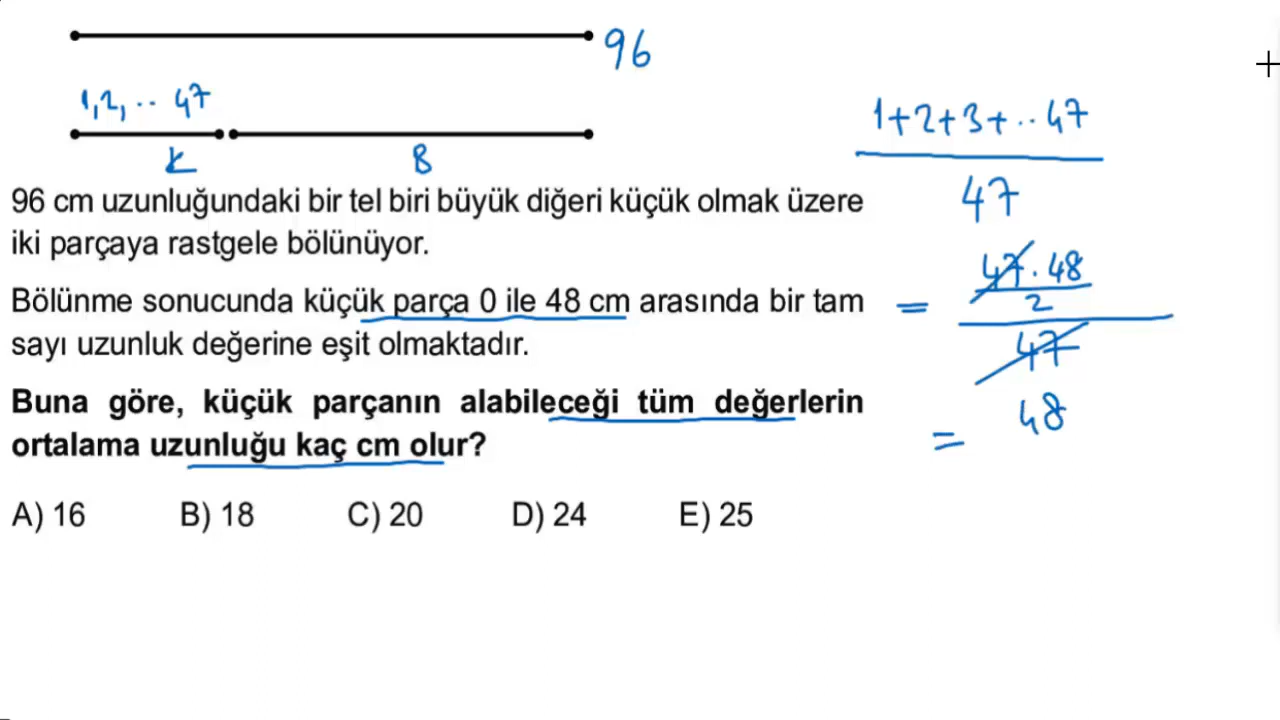 96
1,2, .. 47
K B
96 cm uzunluğundaki bir tel biri büyük diğeri küçük olmak üzere
iki parçaya rastgele bölünüyor.
Bölünme sonucunda küçük parça 0 ile 48 cm arasında bir tam
sayı uzunluk değerine eşit olmaktadır.
Buna göre, küçük parçanın alabileceği tüm değerlerin
ortalama uzunluğu kaç cm olur?
A) 16 B) 18 C) 20 D) 24 E) 25
1+2+3+..47
47
47.48
2
=
47
= 48